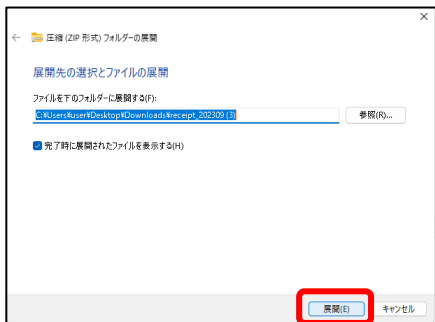 圧縮 (ZIP 形式) フォルダーの展開
展開先の選択とファイルの展開
ファイルを下のフォルダーに展開する(F):
C:¥Users¥user¥Desktop¥Downloads¥receipt_202309 (3)
参照(R)...
完了時に展開されたファイルを表示する(H)
展開(E)
キャンセル